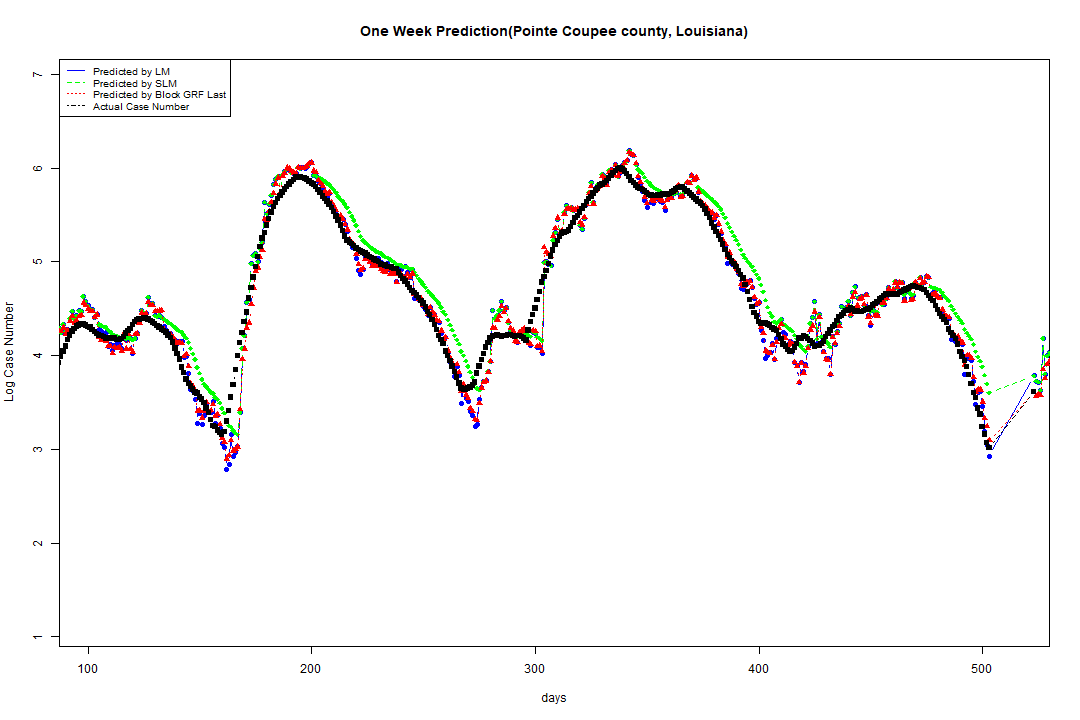 One Week Prediction(Pointe Coupee county, Louisiana)
Predicted by LM
Predicted by SLM
Predicted by Block GRF Last
Actual Case Number
7
6
5
4
3
2
1
Log Case Number
100 200 300 400 500
days